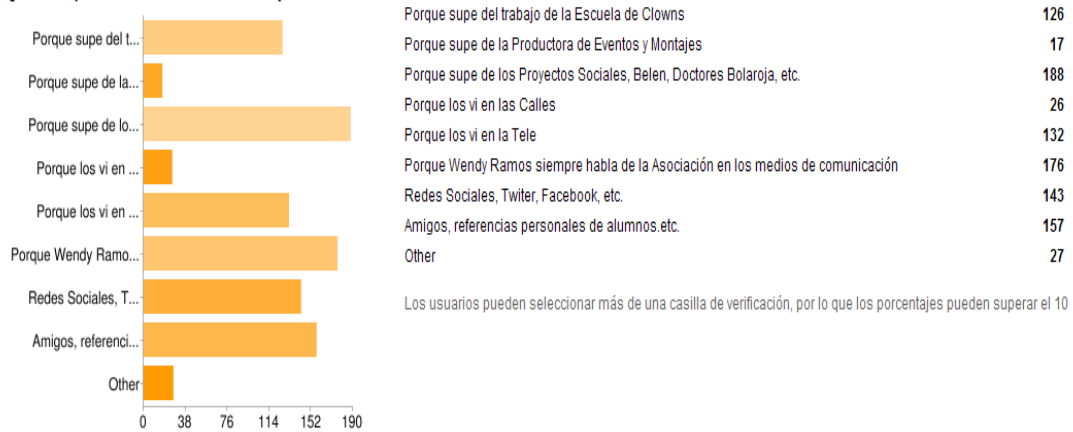 Porque supe del t...
Porque supe de la...
Porque supe de lo...
Porque los vi en ...
Porque los vi en ...
Porque Wendy Ramo...
Redes Sociales, T...
Amigos, referenci...
Other
0 38 76 114 152 190
Porque supe del trabajo de la Escuela de Clowns 126
Porque supe de la Productora de Eventos y Montajes 17
Porque supe de los Proyectos Sociales, Belen, Doctores Bolaroja, etc. 188
Porque los vi en las Calles 26
Porque los vi en la Tele 132
Porque Wendy Ramos siempre habla de la Asociación en los medios de comunicación 176
Redes Sociales, Twiter, Facebook, etc. 143
Amigos, referencias personales de alumnos.etc. 157
Other 27
Los usuarios pueden seleccionar más de una casilla de verificación, por lo que los porcentajes pueden superar el 10